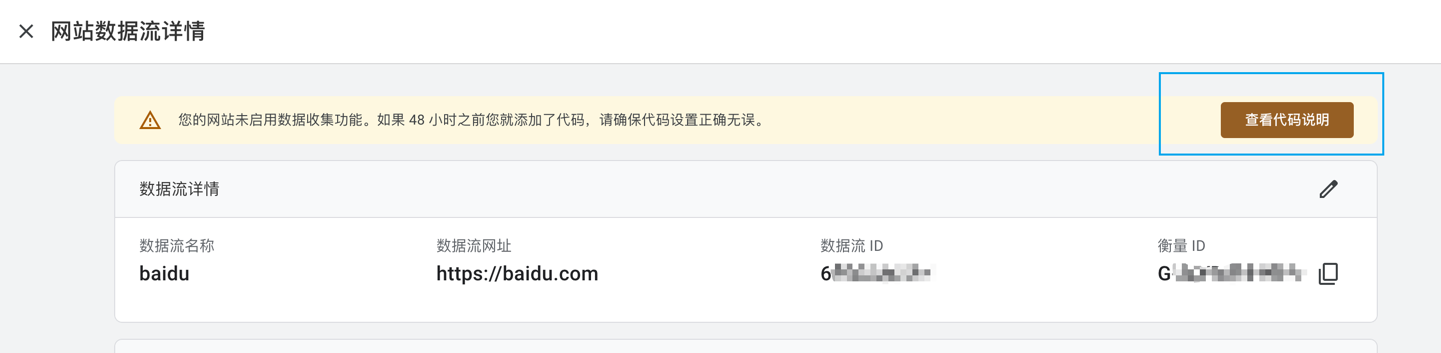 网站数据流详情
您的网站未启用数据收集功能。如果 48 小时之前您就添加了代码，请确保代码设置正确无误。
查看代码说明
数据流详情
数据流名称 数据流网址 数据流 ID 衡量 ID
baidu https://baidu.com 6 G